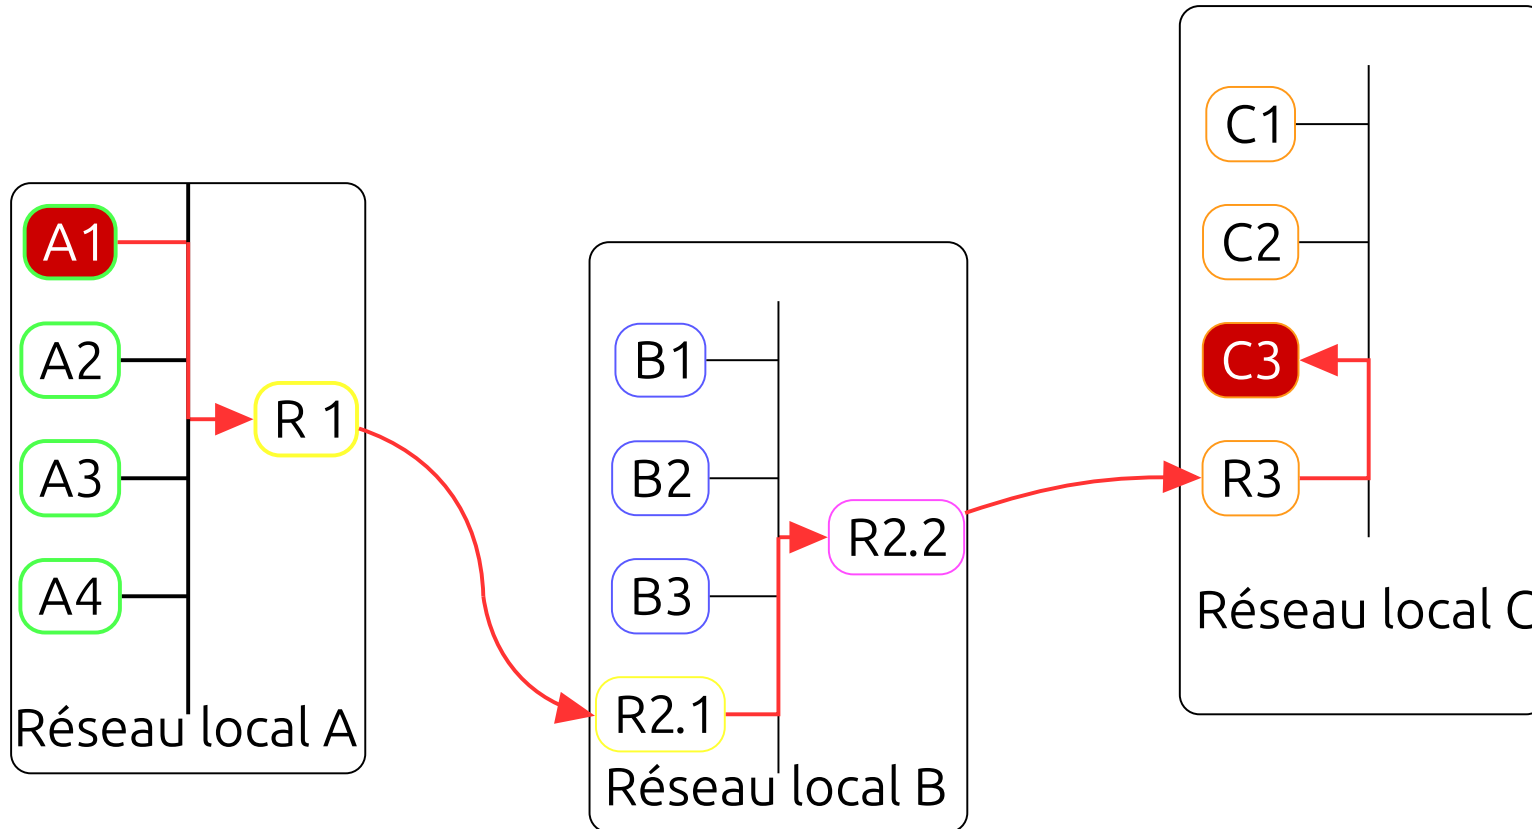 A1
A2
A3
A4
R 1
Réseau local A
B1
B2
B3
R2.1
R2.2
Réseau local B
C1
C2
C3
R3
Réseau local C